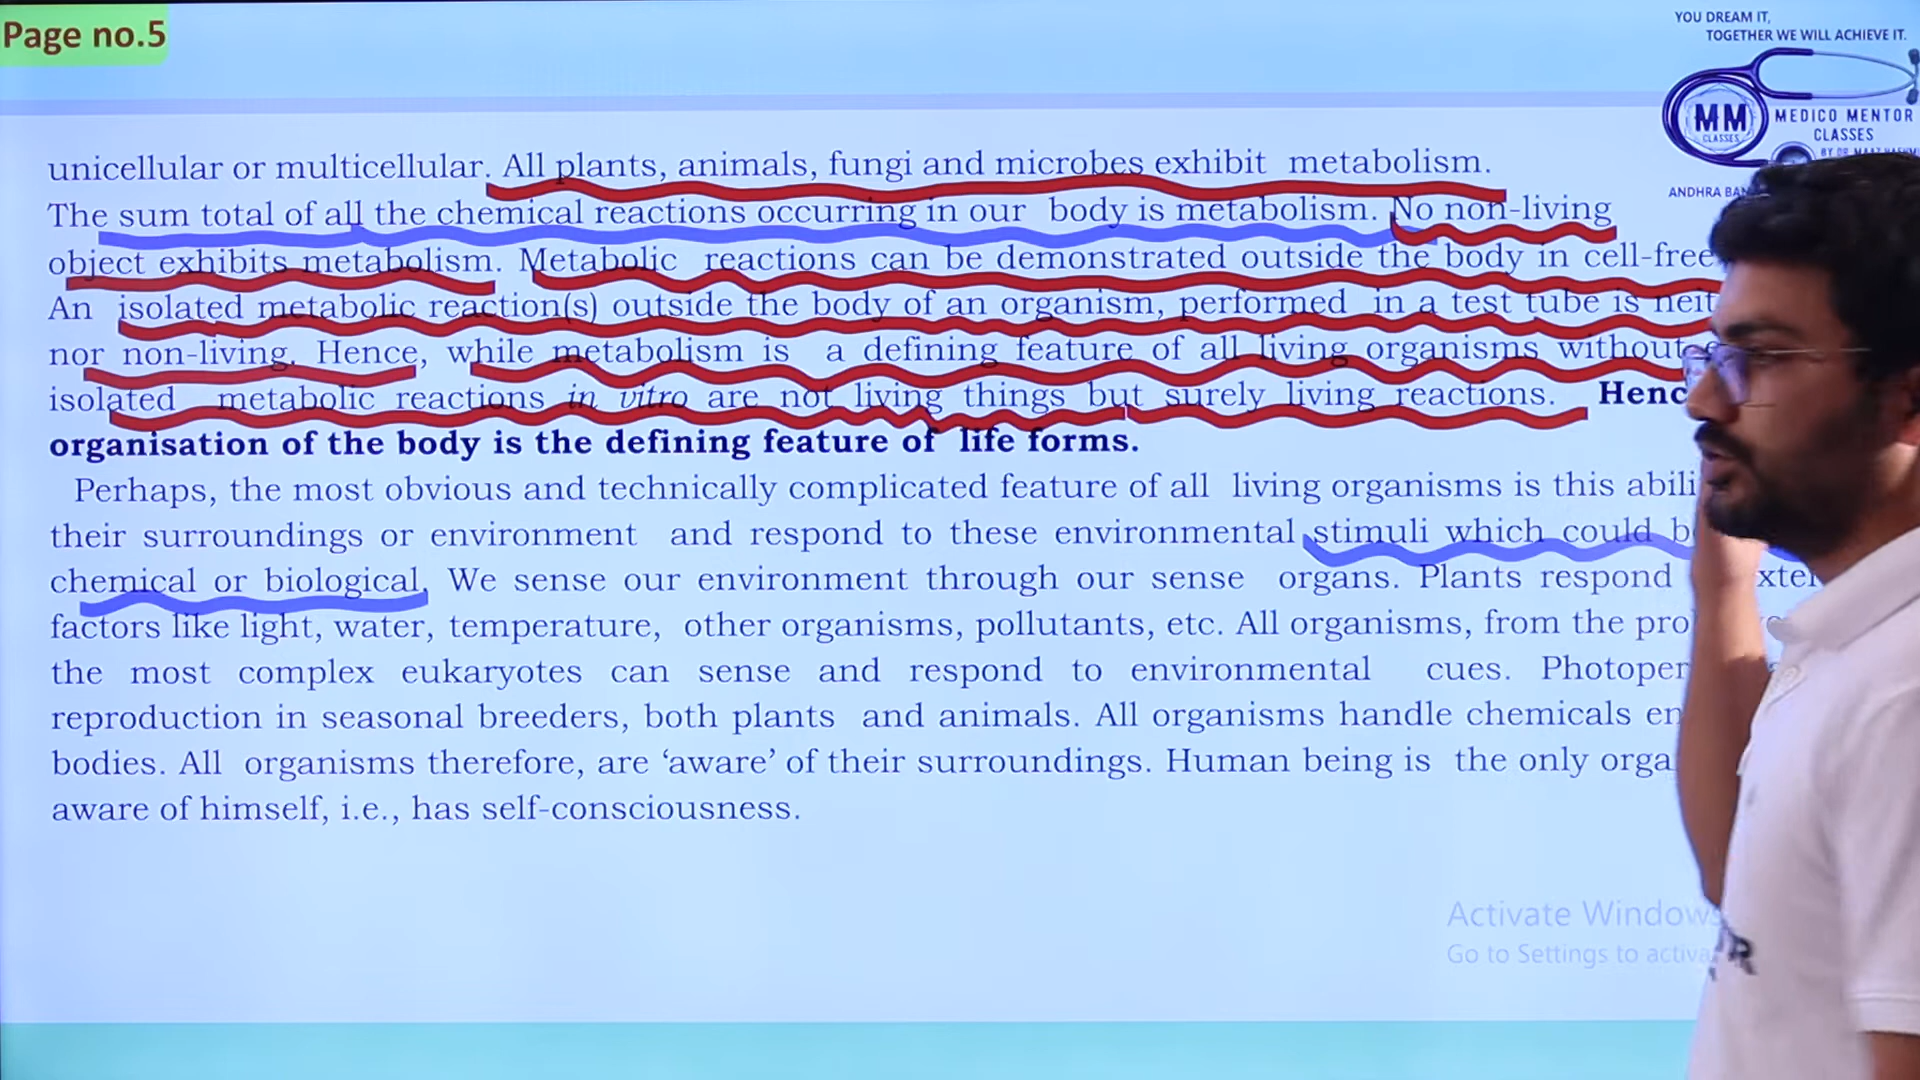 Page no.5
YOU DREAM IT,
TOGETHER WE WILL ACHIEVE IT.
MM
CLASSES
MEDICO MENTOR
CLASSES
ANDHRA
unicellular or multicellular. All plants, animals, fungi and microbes exhibit metabolism.
The sum total of all the chemical reactions occurring in our body is metabolism. No non-living
object exhibits metabolism. Metabolic reactions can be demonstrated outside the body in cell-free
An isolated metabolic reaction(s) outside the body of an organism, performed in a test tube is
nor non-living. Hence, while metabolism is a defining feature of all living organisms without
isolated metabolic reactions in vitro are not living things but surely living reactions.
organisation of the body is the defining feature of life forms.
Perhaps, the most obvious and technically complicated feature of all living organisms is this
their surroundings or environment and respond to these environmental stimuli which could
chemical or biological. We sense our environment through our sense organs. Plants respond
factors like light, water, temperature, other organisms, pollutants, etc. All organisms, from the
the most complex eukaryotes can sense and respond to environmental cues.
reproduction in seasonal breeders, both plants and animals. All organisms handle chemicals
bodies. All organisms therefore, are ‘aware’ of their surroundings. Human being is the only
aware of himself, i.e., has self-consciousness.
Activate Windows
Go to Settings to